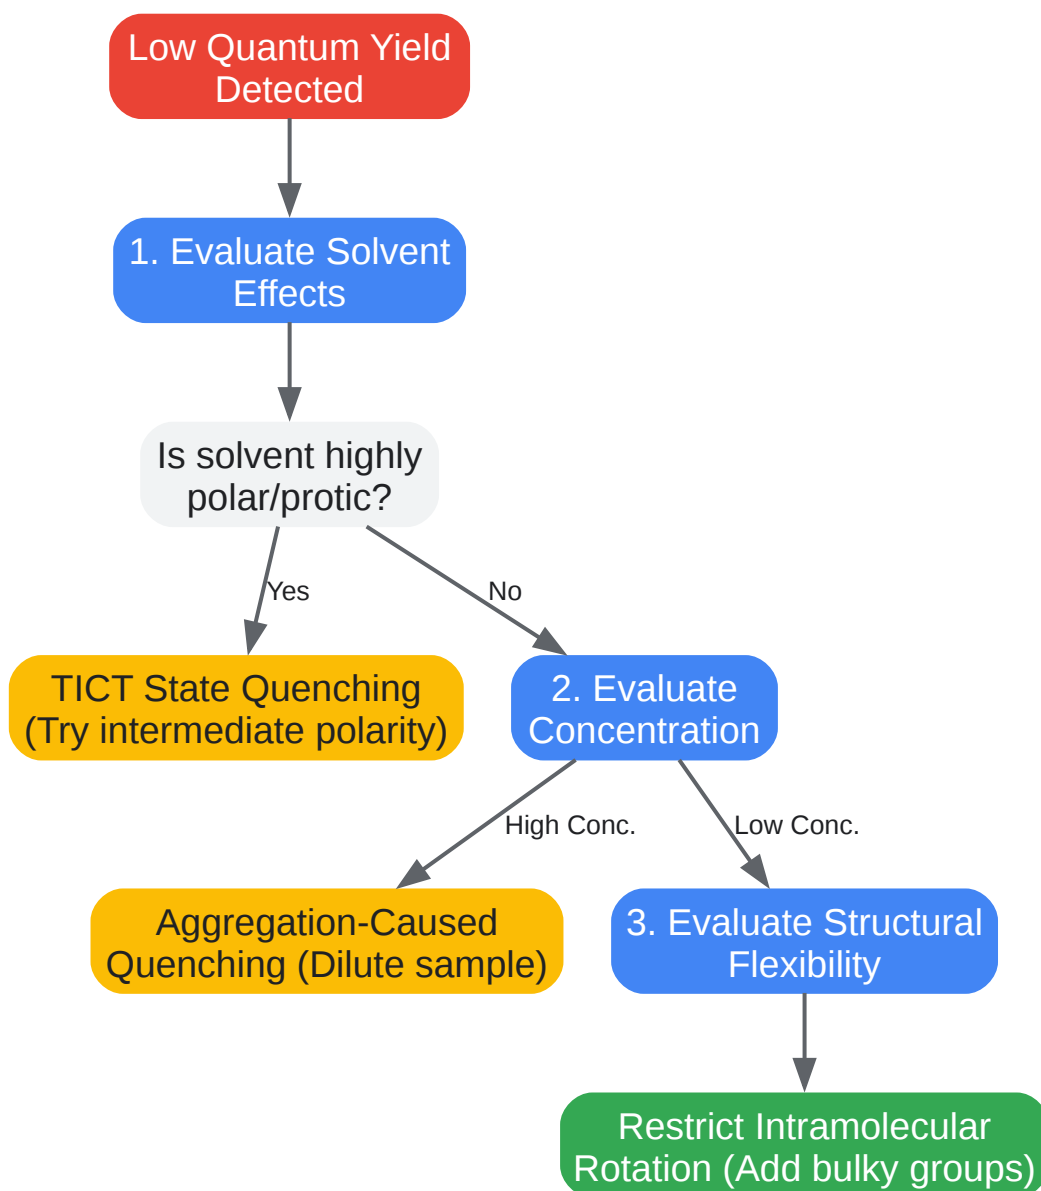 Low Quantum Yield
Detected
1. Evaluate Solvent
Effects
Is solvent highly
polar/protic?
Yes
No
TICT State Quenching
(Try intermediate polarity)
2. Evaluate
Concentration
High Conc.
Low Conc.
Aggregation-Caused
Quenching (Dilute sample)
3. Evaluate Structural
Flexibility
Restrict Intramolecular
Rotation (Add bulky groups)